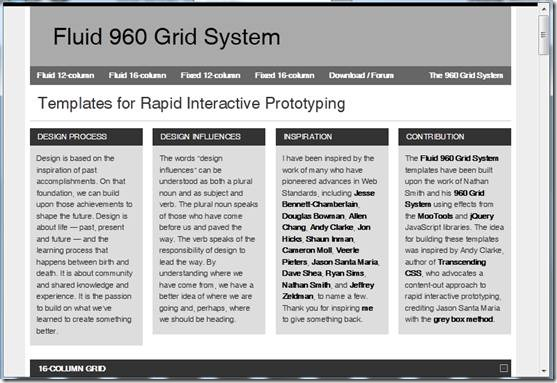 Fluid 960 Grid System
Fluid 12-column Fluid 16-column Fixed 12-column Fixed 16-column Download / Forum The 960 Grid System
Templates for Rapid Interactive Prototyping
DESIGN PROCESS
Design is based on the
inspiration of past
accomplishments. On that
foundation, we can build
upon those achievements to
shape the future. Design is
about life — past, present
and future — and the
learning process that
happens between birth and
death. It is about community
and shared knowledge and
experience. It is the passion
to build on what we've
learned to create something
better.
DESIGN INFLUENCES
The words "design
influences" can be
understood as both a plural
noun and as subject and
verb. The plural noun speaks
of those who have come
before us and paved the
way. The verb speaks of the
responsibility of design to
lead the way. By
understanding where we
have come from, we have a
better idea of where we are
going and, perhaps, where
we should be heading.
INSPIRATION
I have been inspired by the
work of many who have
pioneered advances in Web
Standards, including Jesse
Bennett-Chamberlain,
Douglas Bowman, Allen
Chang, Andy Clarke, Jon
Hicks, Shaun Inman,
Cameron Moll, Veerle
Pieters, Jason Santa Maria,
Dave Shea, Ryan Sims,
Nathan Smith, and Jeffrey
Zeldman, to name a few.
Thank you for inspiring me
to give something back.
CONTRIBUTION
The Fluid 960 Grid System
templates have been built
upon the work of Nathan
Smith and his 960 Grid
System using effects from
the MooTools and jQuery
JavaScript libraries. The idea
for building these templates
was inspired by Andy Clarke,
author of Transcending
CSS, who advocates a
content-out approach to
rapid interactive prototyping,
crediting Jason Santa Maria
with the grey box method.
16-COLUMN GRID